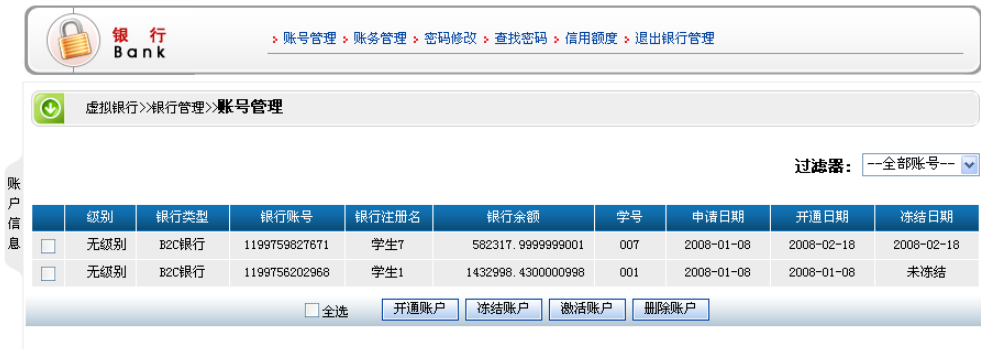 银 行
Bank
账号管理 账务管理 密码修改 查找密码 信用额度 退出银行管理
虚拟银行>>银行管理>>账号管理
过滤器: --全部账号--
账户信息
级别 银行类型 银行账号 银行注册名 银行余额 学号 申请日期 开通日期 冻结日期
无级别 B2C银行 1199759827671 学生7 582317.9999999001 007 2008-01-08 2008-02-18 2008-02-18
无级别 B2C银行 1199756202968 学生1 1432998.4300000998 001 2008-01-08 2008-01-08 未冻结
全选 开通账户 冻结账户 激活账户 删除账户